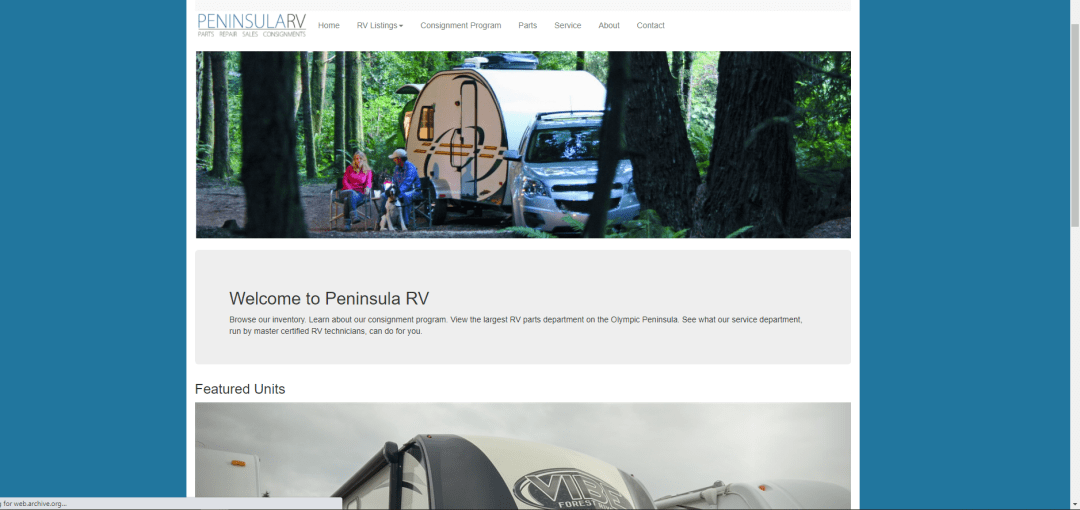 PENINSULARV
PARTS REPAIR SALES CONSIGNMENTS
Home RV Listings Consignment Program Parts Service About Contact
Welcome to Peninsula RV
Browse our inventory. Learn about our consignment program. View the largest RV parts department on the Olympic Peninsula. See what our service department,
run by master certified RV technicians, can do for you.
Featured Units
VIBE
FOREST
g for web.archive.org...